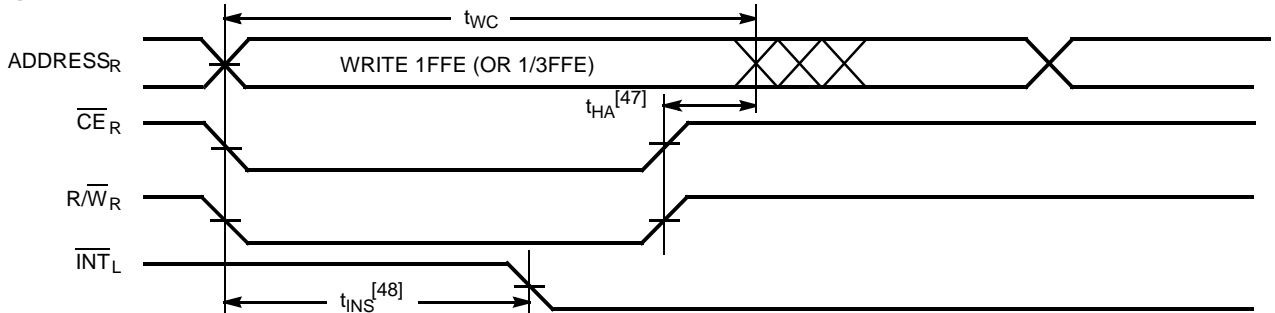 tWC
ADDRESSR
WRITE 1FFE (OR 1/3FFE)
tHA[47]
CER
R/WR
INTL
tINS[48]